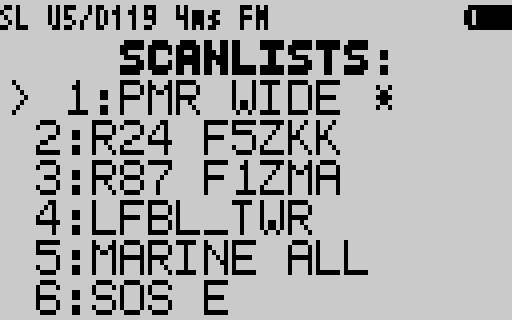 SL U5/D119 4ms FM
SCANLISTS:
> 1:PMR WIDE *
2:R24 F5ZKK
3:R87 F1ZMA
4:LFBL_TWR
5:MARINE ALL
6:SOS E